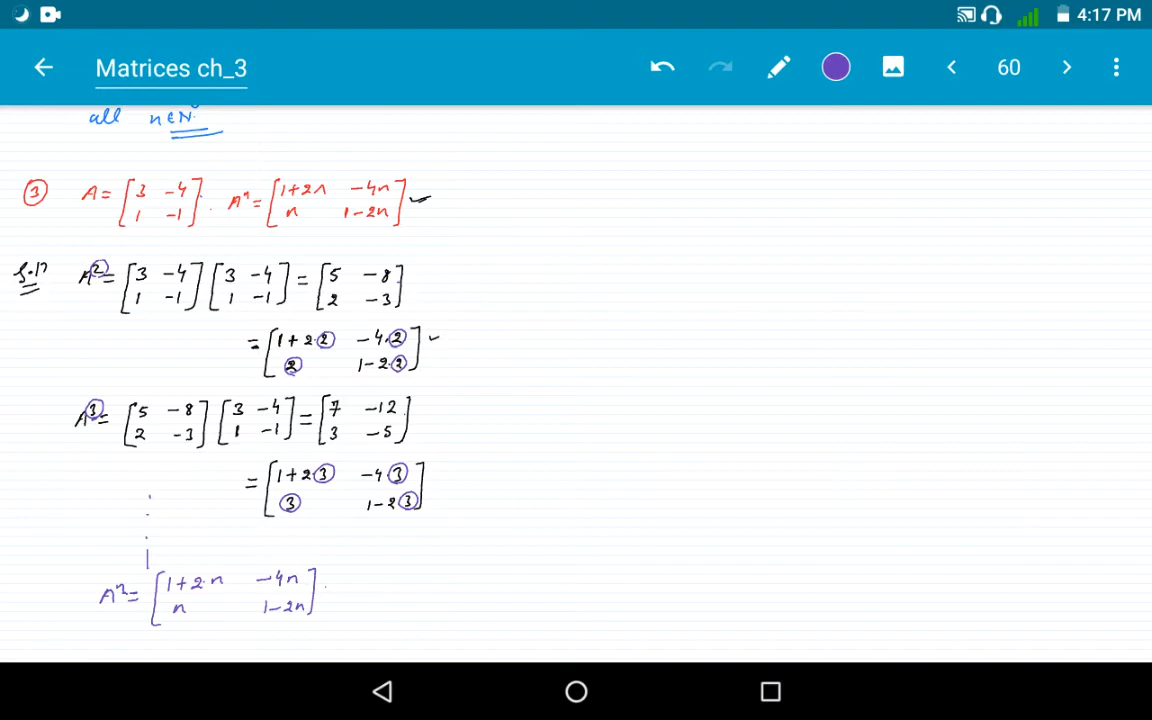 4:17 PM
Matrices ch_3
60
all n∈N
③ A = [3 -4; 1 -1]. Aⁿ = [1+2n -4n; n 1-2n]
A² = [3 -4; 1 -1] [3 -4; 1 -1] = [5 -8; 2 -3]
= [1+2·2 -4·2; 2 1-2·2]
A³ = [5 -8; 2 -3] [3 -4; 1 -1] = [7 -12; 3 -5]
= [1+2·3 -4·3; 3 1-2·3]
Aⁿ = [1+2·n -4n; n 1-2n]